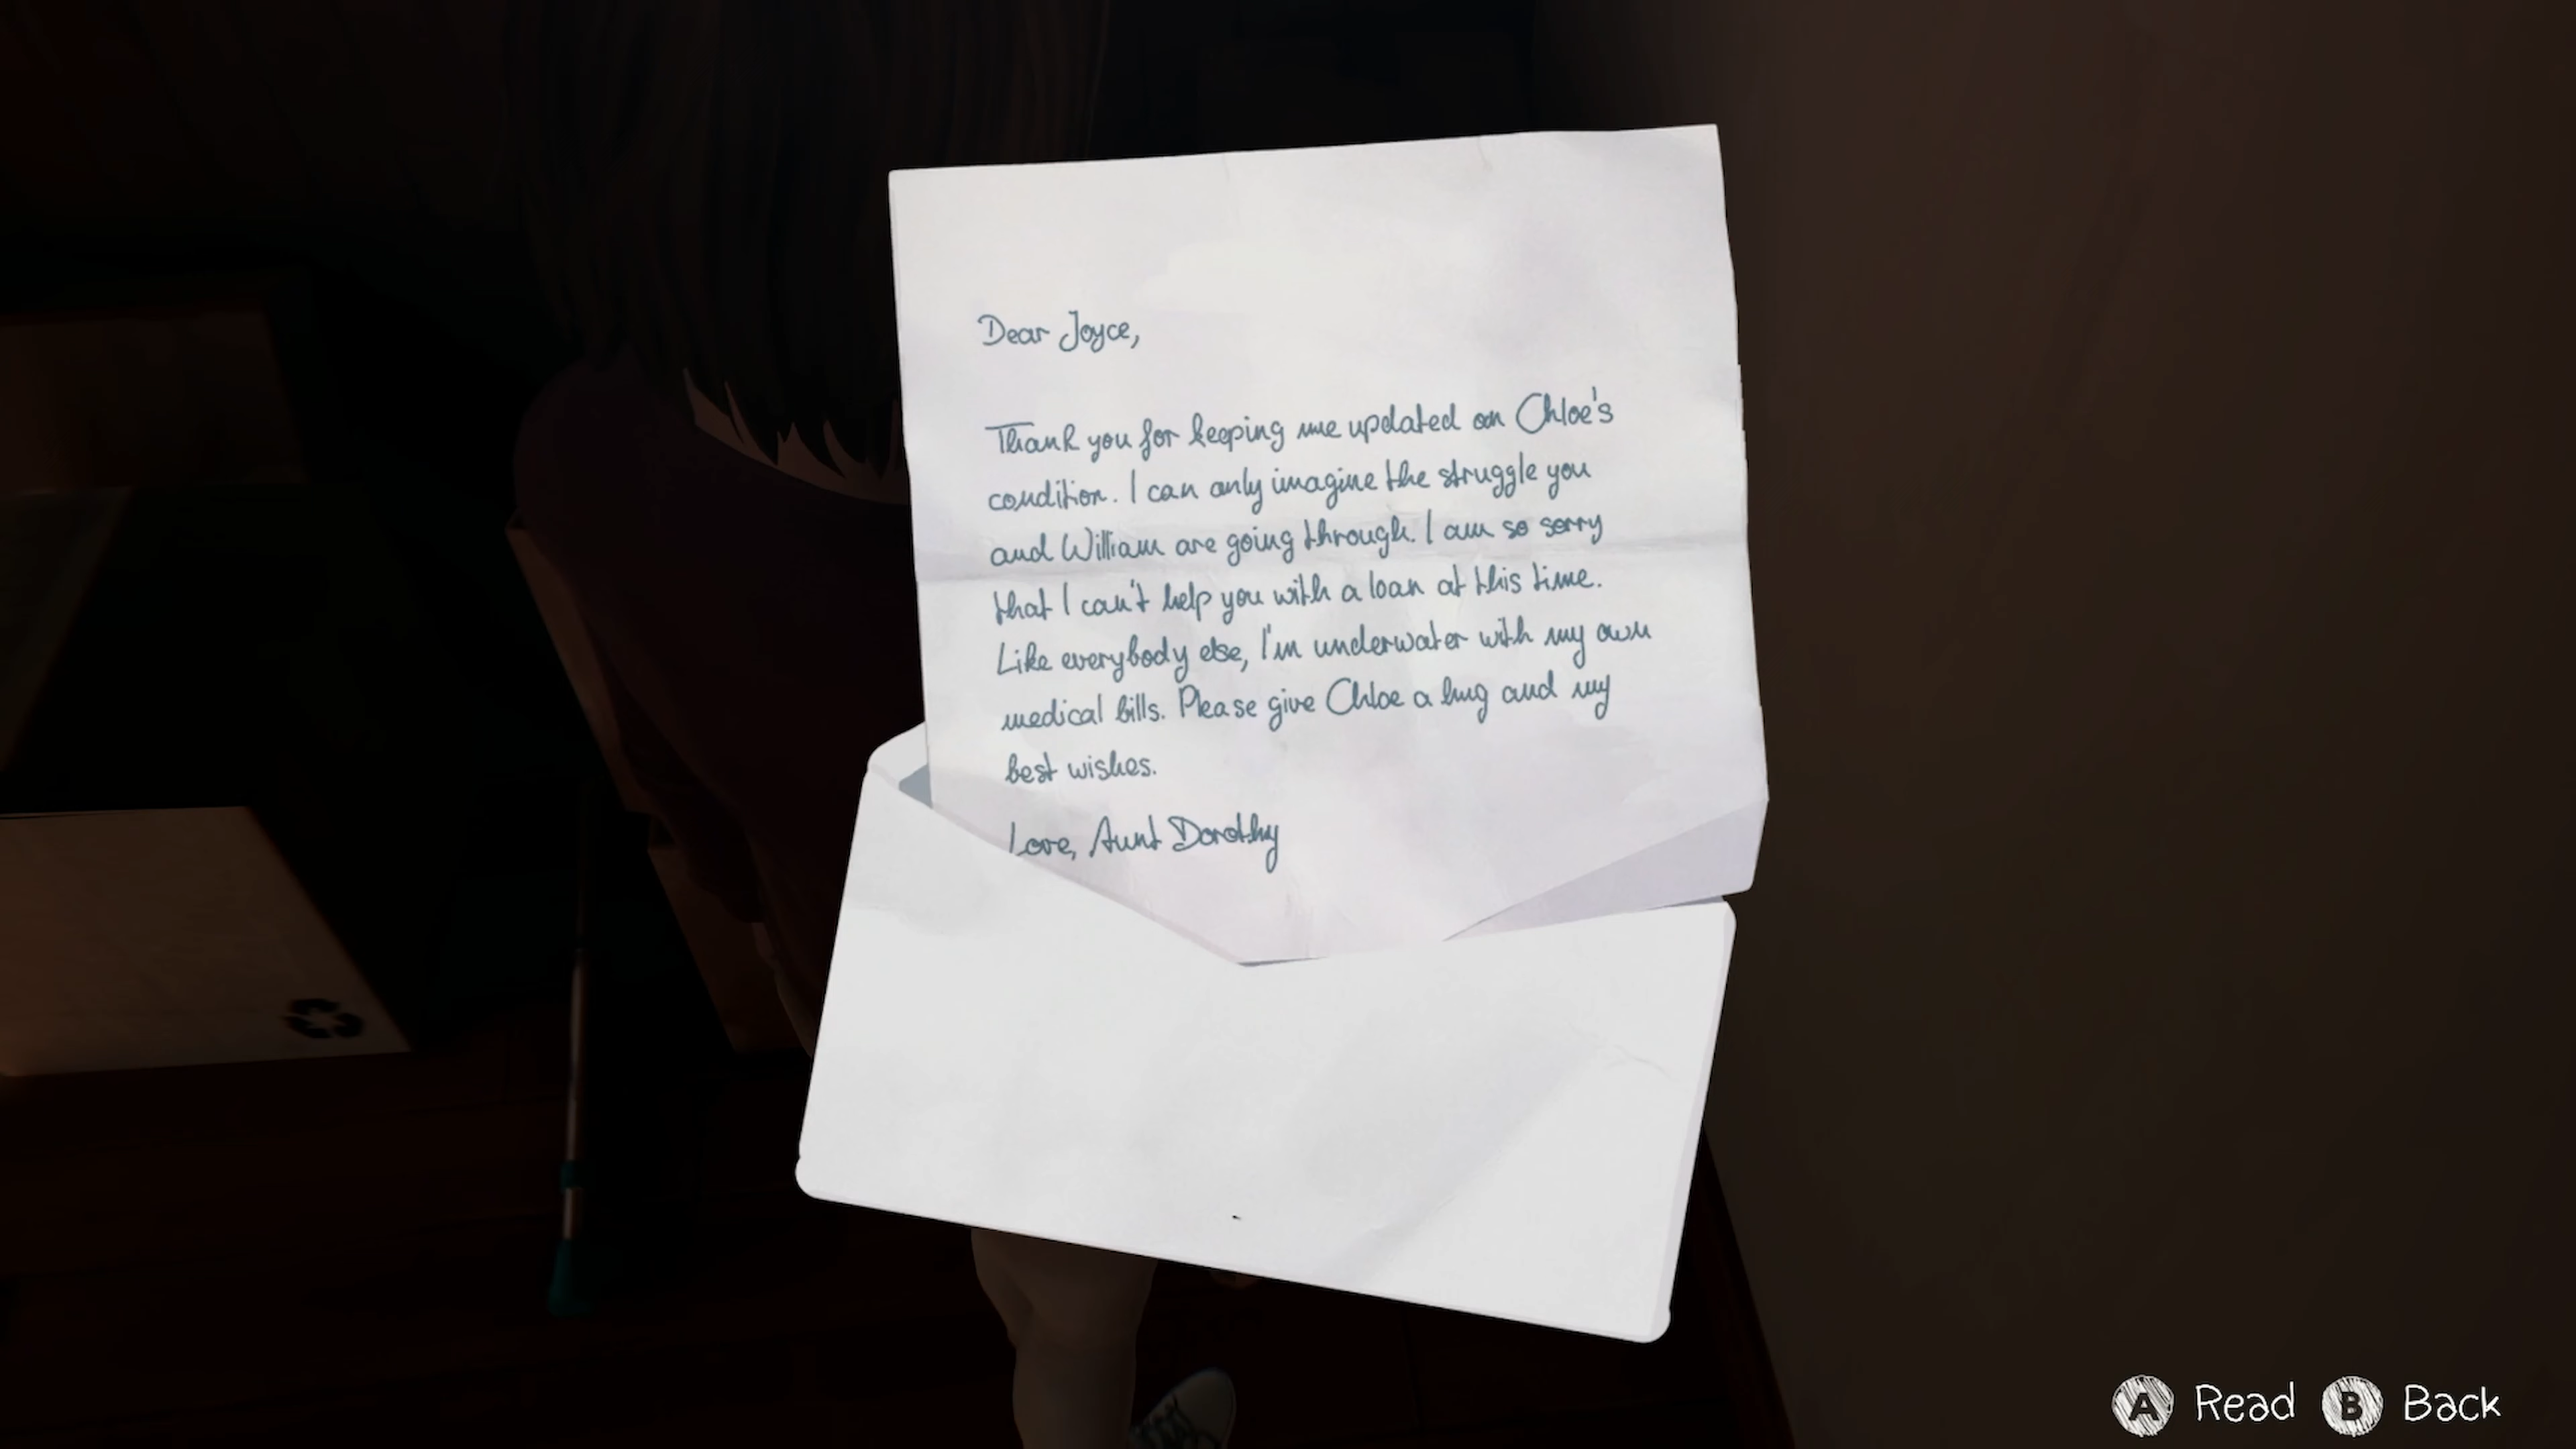 Dear Joyce,
Thank you for keeping me updated on Chloe's
condition. I can only imagine the struggle you
and William are going through. I am so sorry
that I can't help you with a loan at this time.
Like everybody else, I'm underwater with my own
medical bills. Please give Chloe a hug and my
best wishes.
Love, Aunt Dorothy
A Read B Back